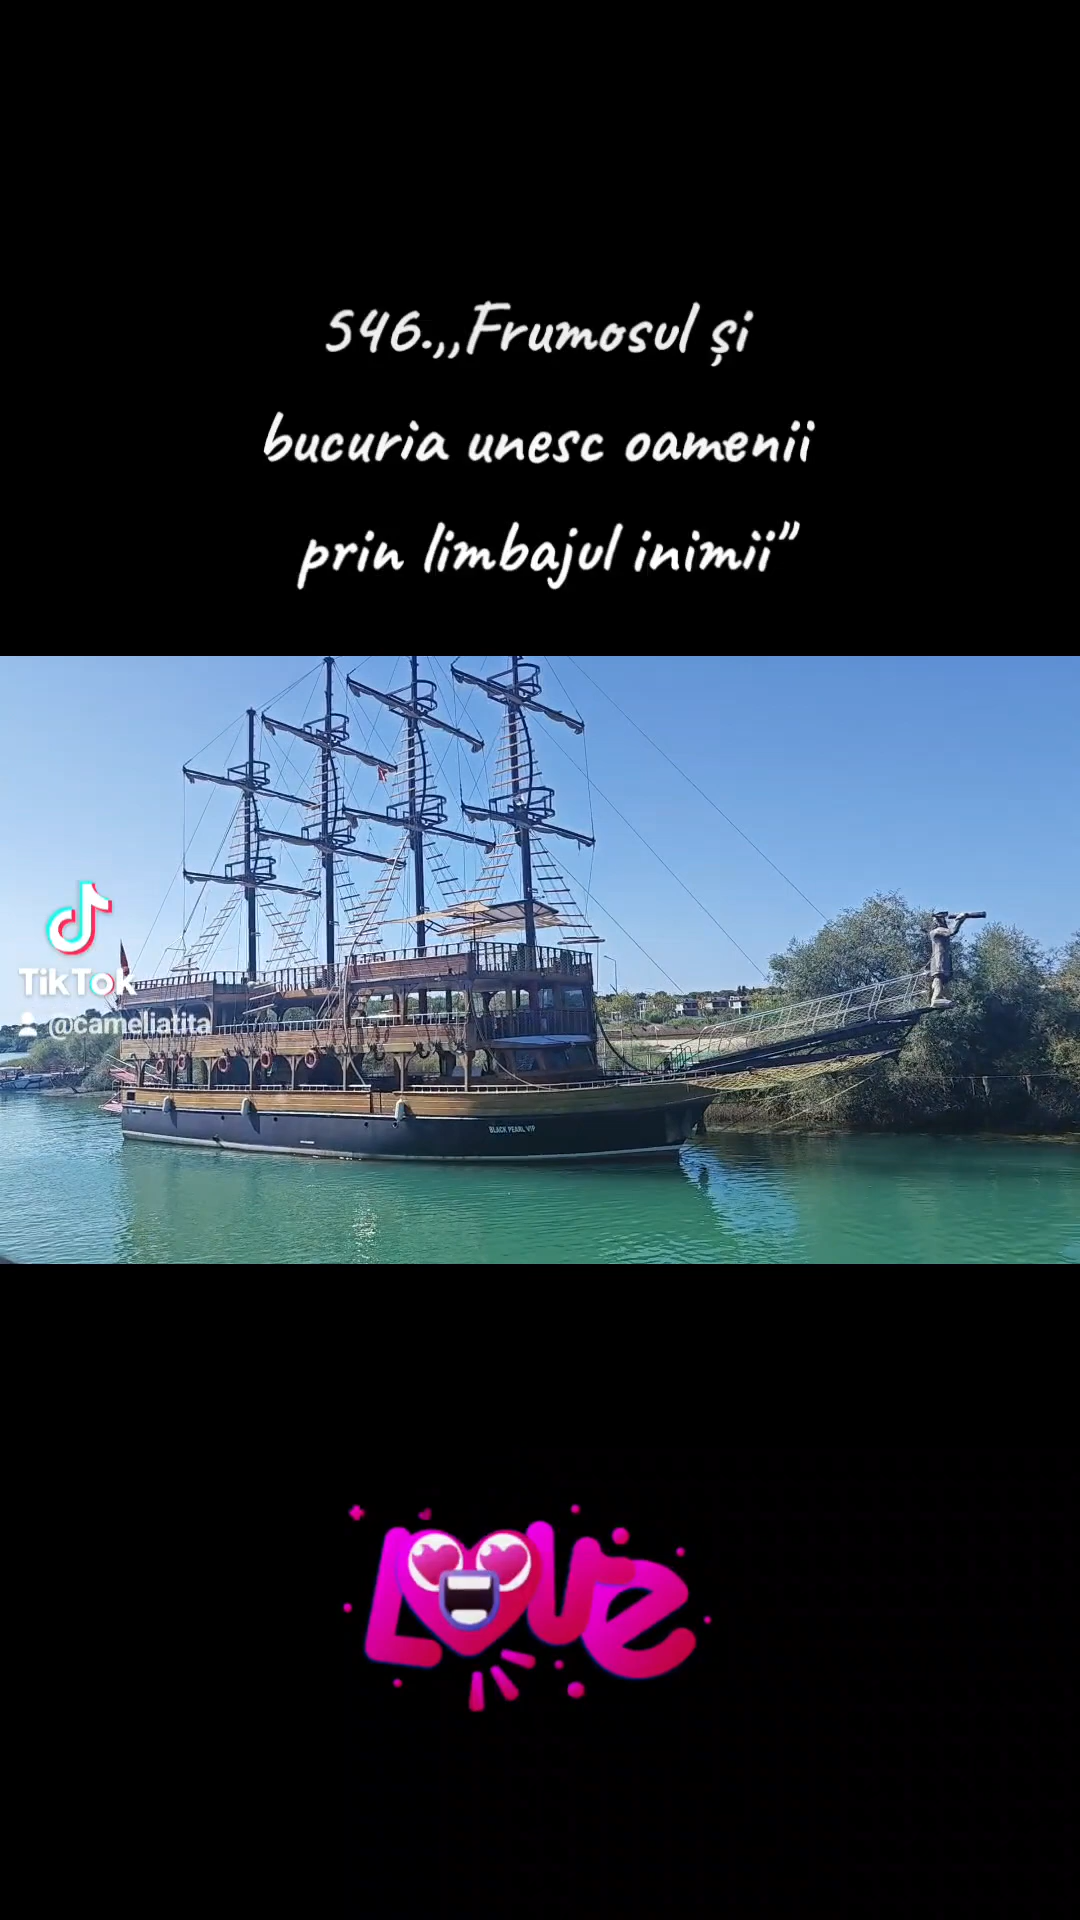 546.,,Frumosul și
bucuria unesc oamenii
prin limbajul inimii"
TikTok
@cameliatita
BLACK PEARL VIP
LOVE